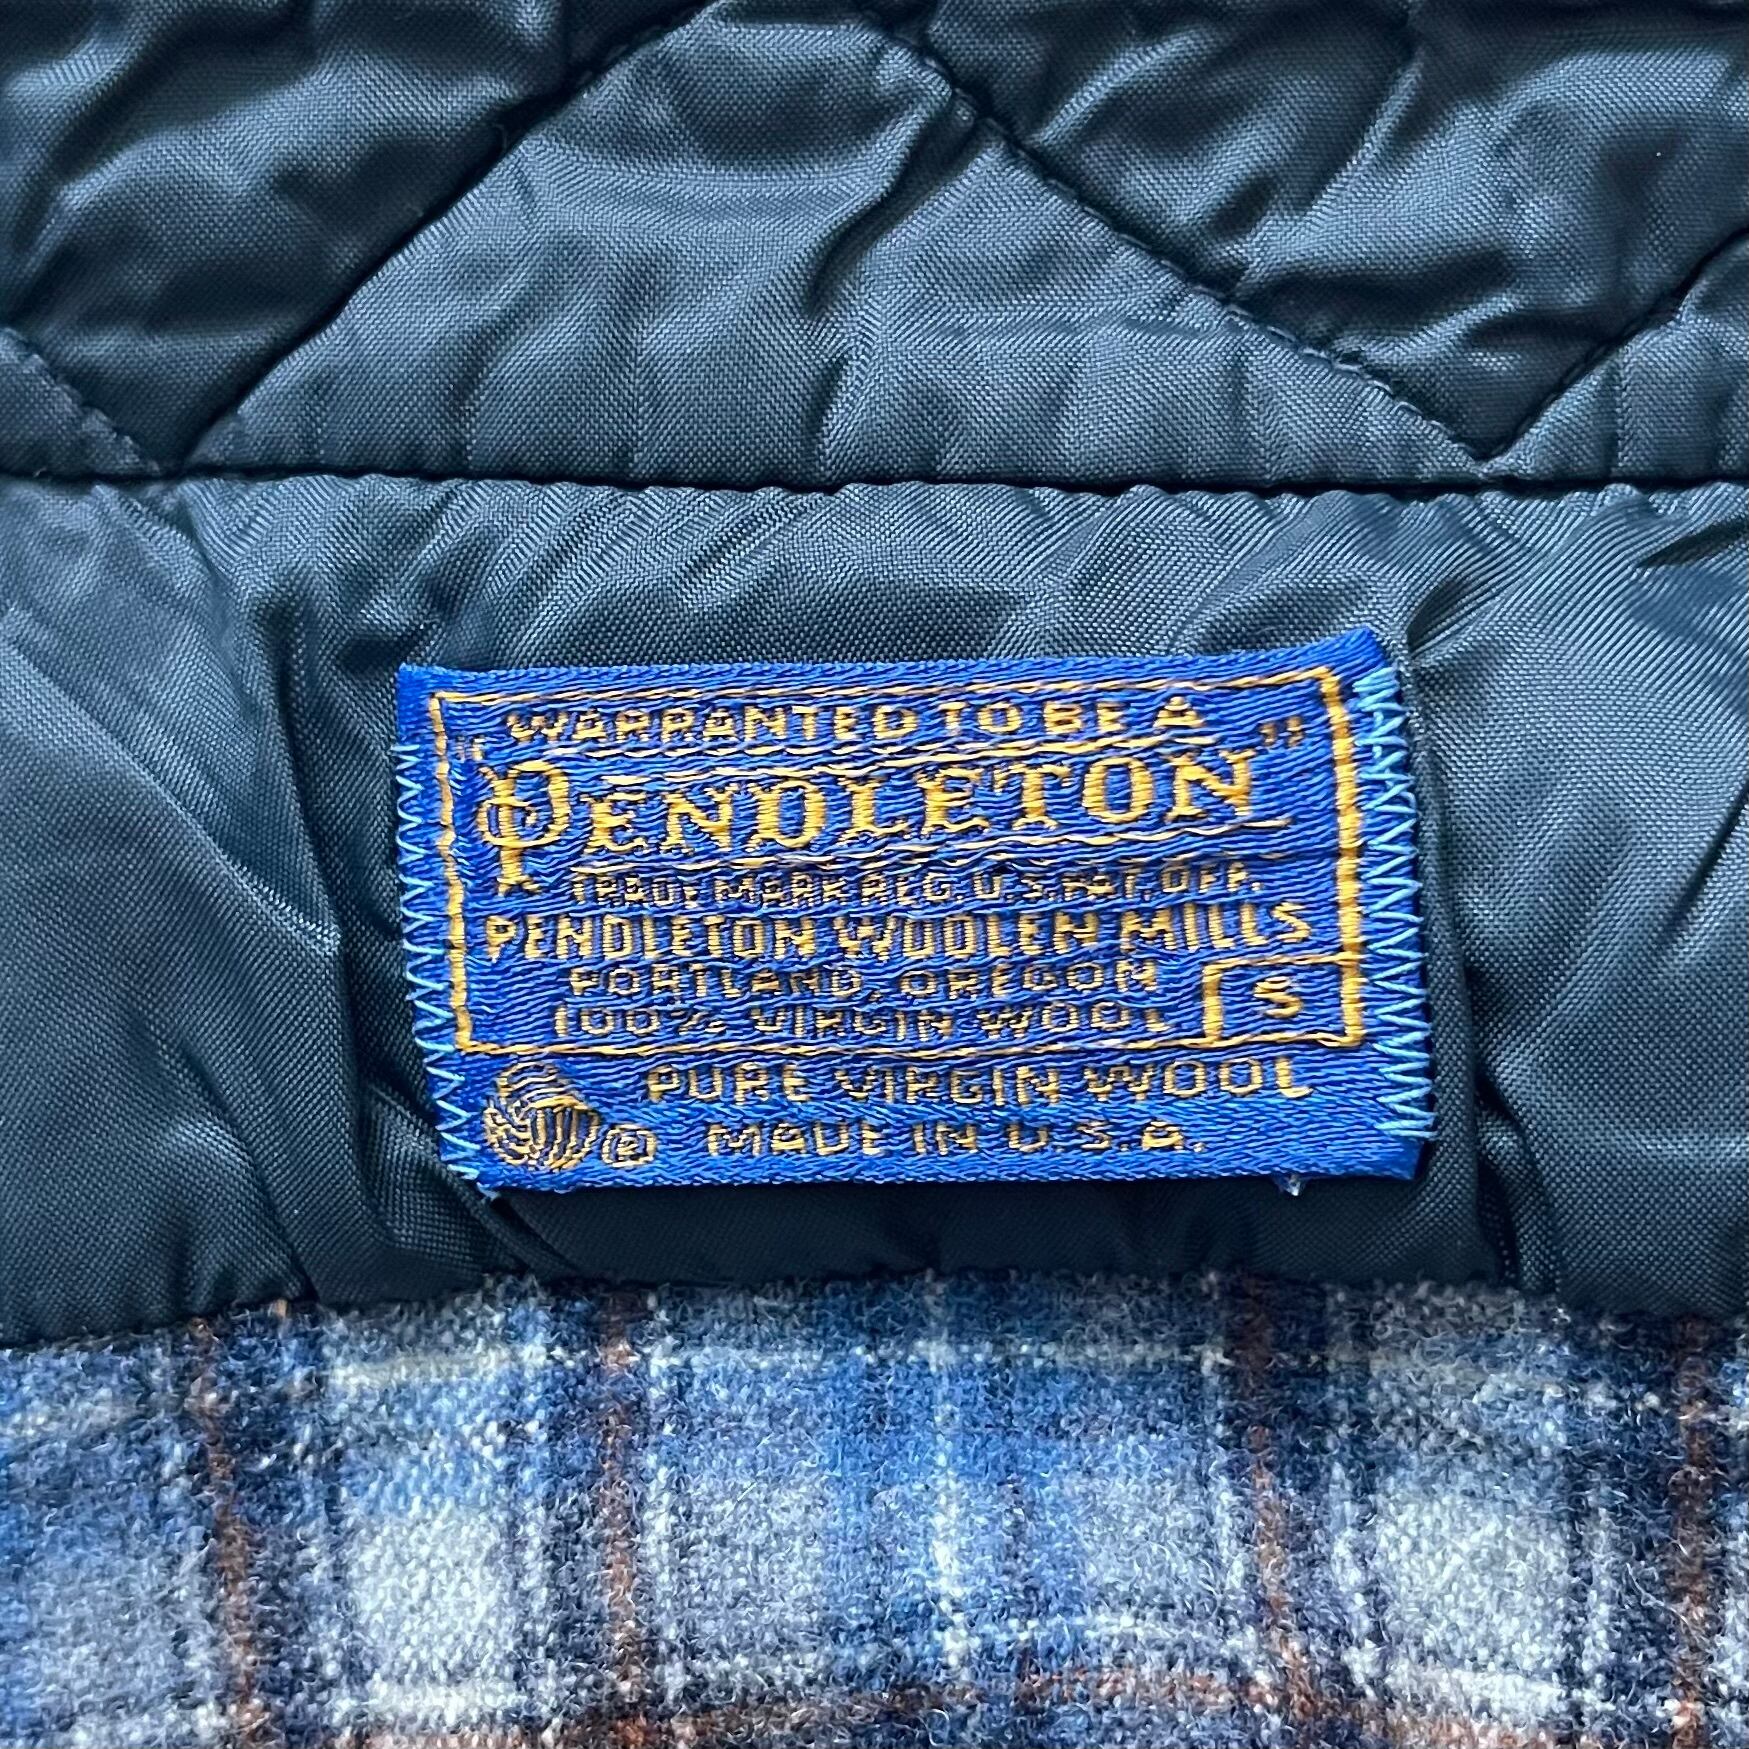 WARRANTED TO BE A
"PENDLETON"
TRADE MARK REG. U.S. PAT. OFF.
PENDLETON WOOLEN MILLS
PORTLAND, OREGON
100% VIRGIN WOOL
S
PURE VIRGIN WOOL
® MADE IN U.S.A.